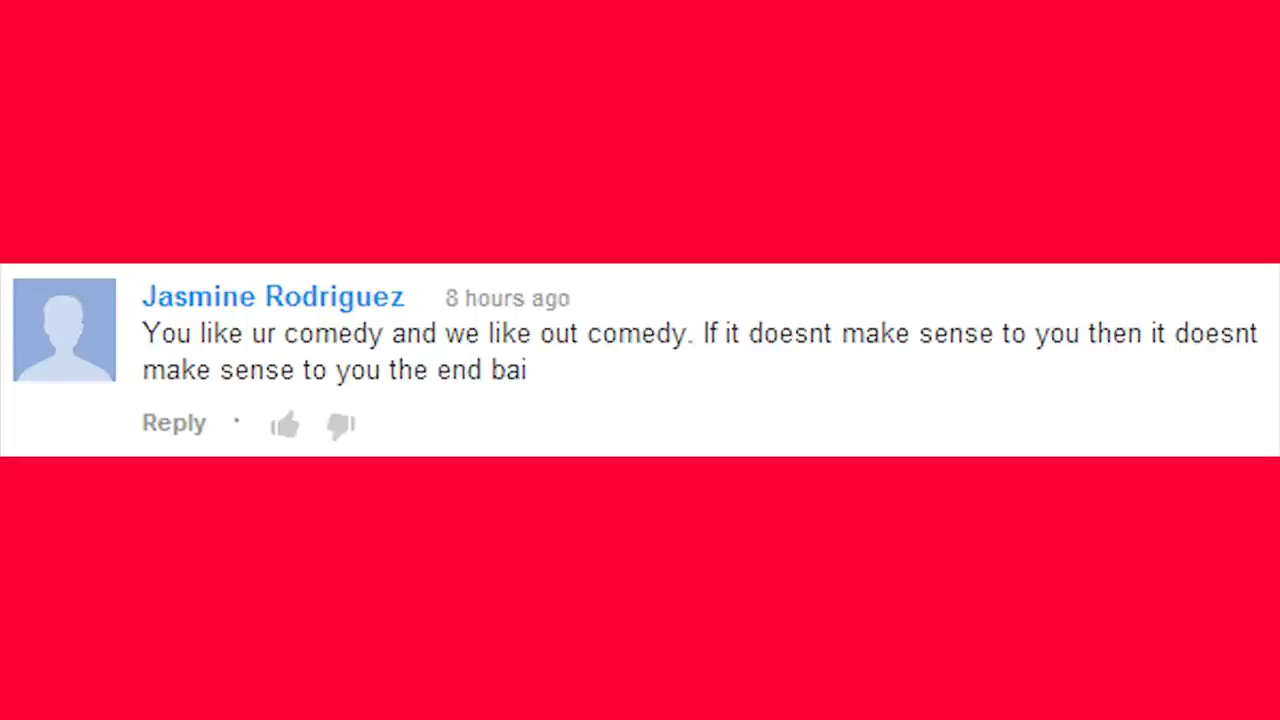 Jasmine Rodriguez 8 hours ago
You like ur comedy and we like out comedy. If it doesnt make sense to you then it doesnt
make sense to you the end bai
Reply ·